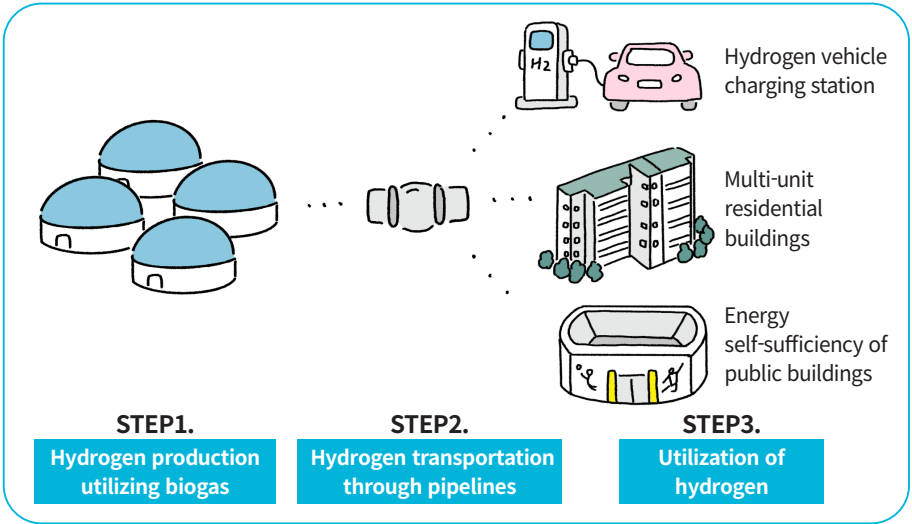 H2
Hydrogen vehicle
charging station
Multi-unit
residential
buildings
Energy
self-sufficiency of
public buildings
STEP1.
Hydrogen production
utilizing biogas
STEP2.
Hydrogen transportation
through pipelines
STEP3.
Utilization of
hydrogen